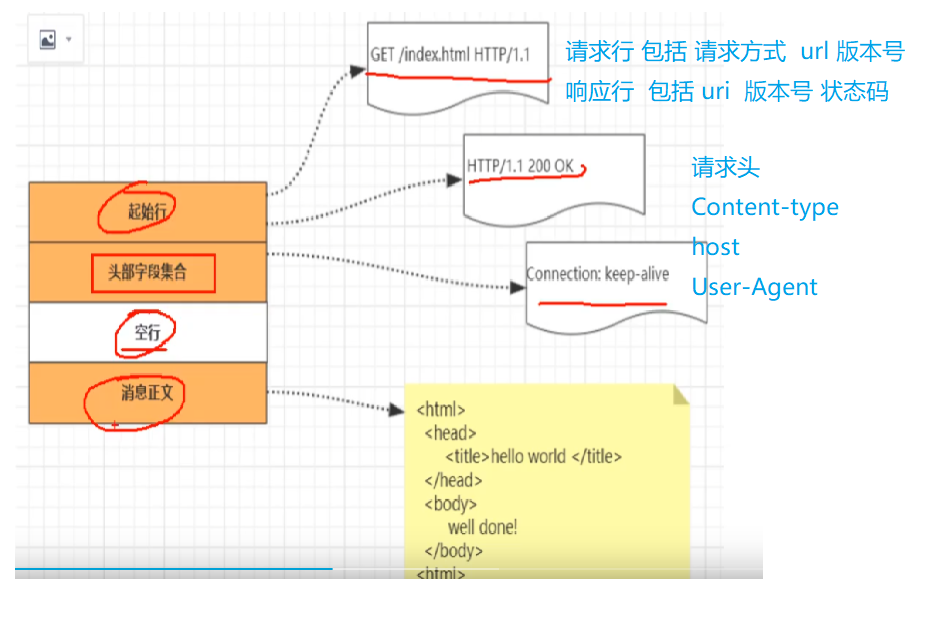 GET /index.html HTTP/1.1
请求行 包括 请求方式 url 版本号
响应行 包括 uri 版本号 状态码
HTTP/1.1 200 OK
请求头
Content-type
host
User-Agent
起始行
头部字段集合
Connection: keep-alive
空行
消息正文
<html>
<head>
<title>hello world </title>
</head>
<body>
well done!
</body>
<html>